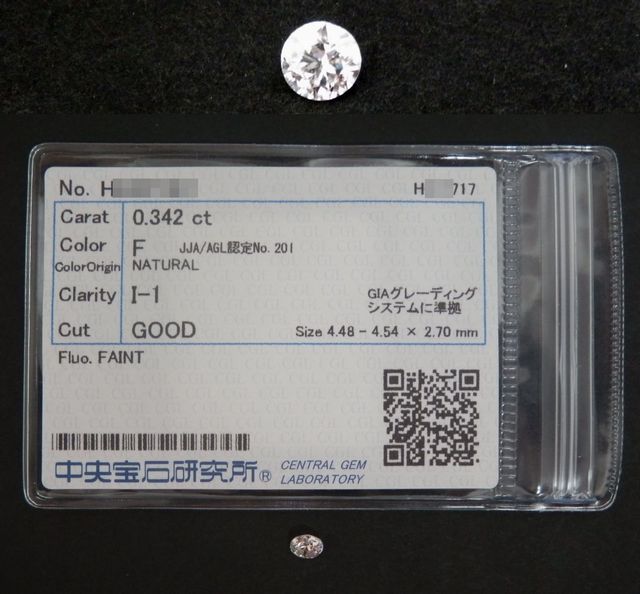 No. H
H 717
Carat 0.342 ct
Color F JJA/AGL認定No. 201
ColorOrigin NATURAL
Clarity I-1 GIAグレーディング
システムに準拠
Cut GOOD Size 4.48 - 4.54 × 2.70 mm
Fluo. FAINT
中央宝石研究所® CENTRAL GEM
LABORATORY